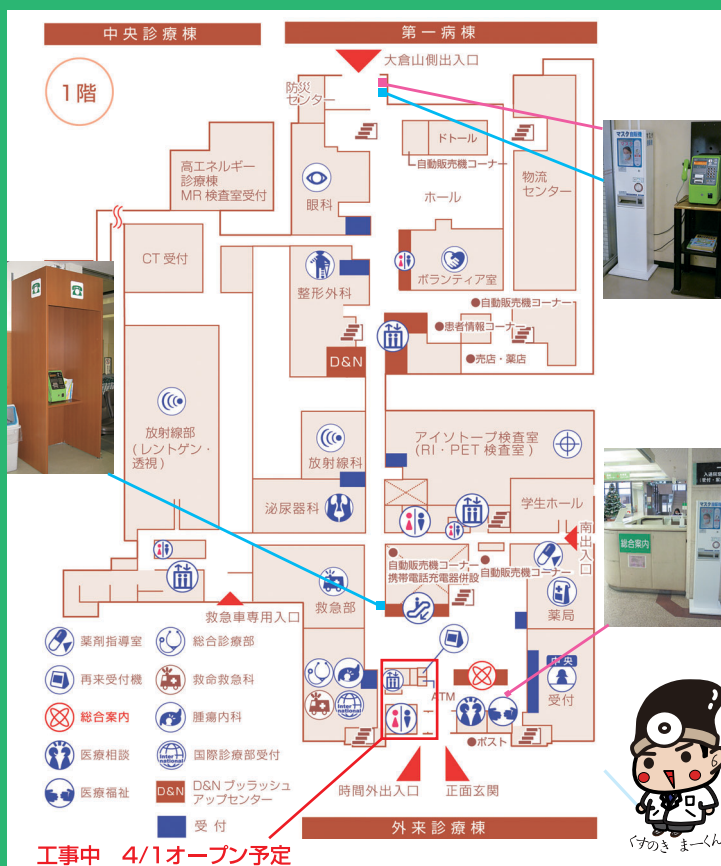 中央診療棟
第一病棟
1階
大倉山側出入口
防災
センター
ドトール
自動販売機コーナー
高エネルギー
診療棟
MR検査室受付
眼科
ホール
物流
センター
マスク自販機
CT 受付
整形外科
ボランティア室
●自動販売機コーナー
●患者情報コーナー
D&N
●売店・薬店
放射線部
(レントゲン・
透視)
放射線科
アイソトープ検査室
(RI・PET 検査室)
泌尿器科
学生ホール
南出入口
自動販売機コーナー
携帯電話充電器併設
自動販売機コーナー
総合案内
救急部
薬局
救急車専用入口
中央
受付
ATM
International
●ポスト
薬剤指導室
総合診療部
再来受付機
救命救急科
総合案内
腫瘍内科
医療相談
International
国際診療部受付
医療福祉
D&N
D&N ブラッシュ
アップセンター
受付
時間外出入口
正面玄関
外来診療棟
工事中 4/1オープン予定
くすのき まーくん